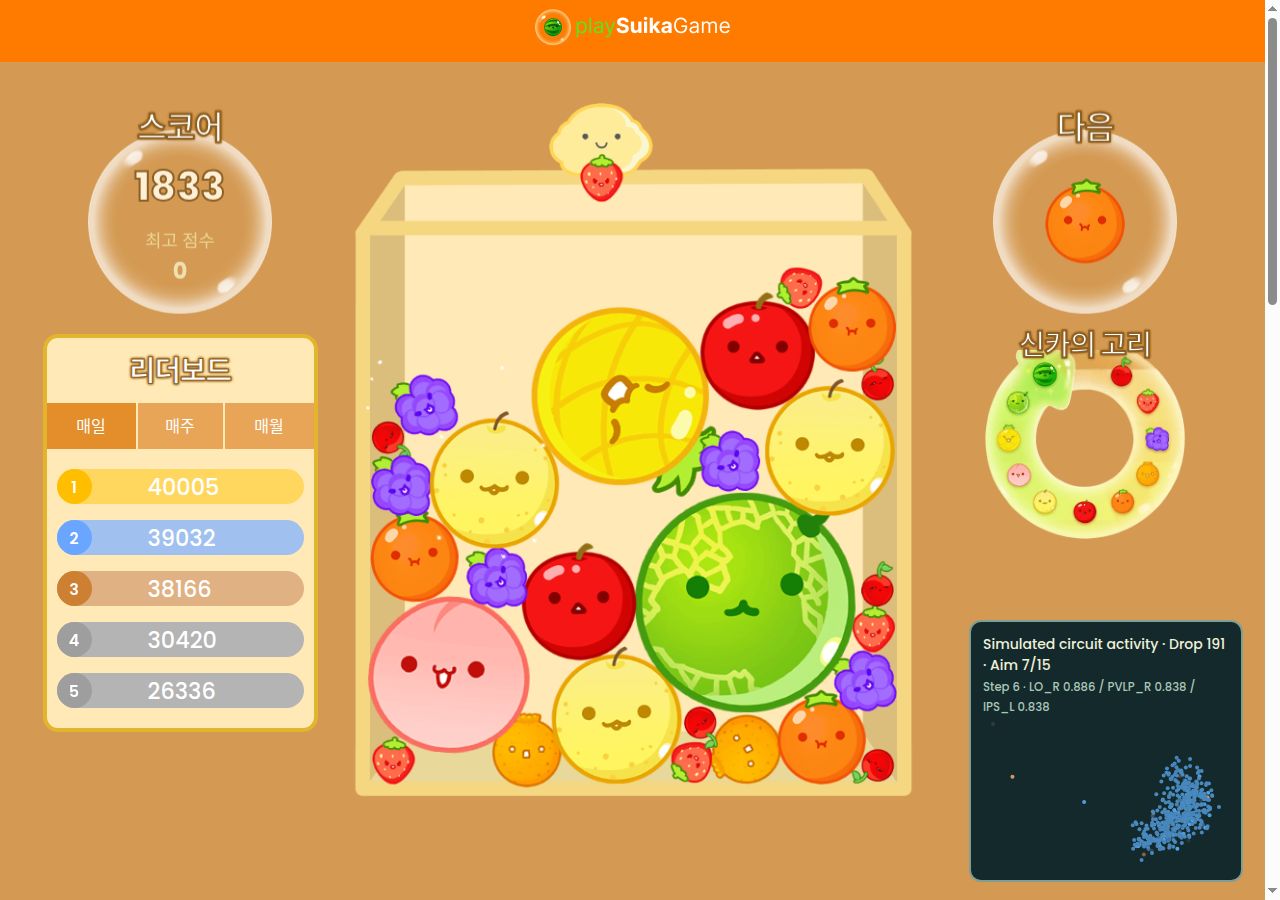 playSuikaGame
스코어
1833
최고 점수
0
리더보드
매일 매주 매월
1 40005
2 39032
3 38166
4 30420
5 26336
다음
신카의 고리
Simulated circuit activity · Drop 191
· Aim 7/15
Step 6 · LO_R 0.886 / PVLP_R 0.838 /
IPS_L 0.838